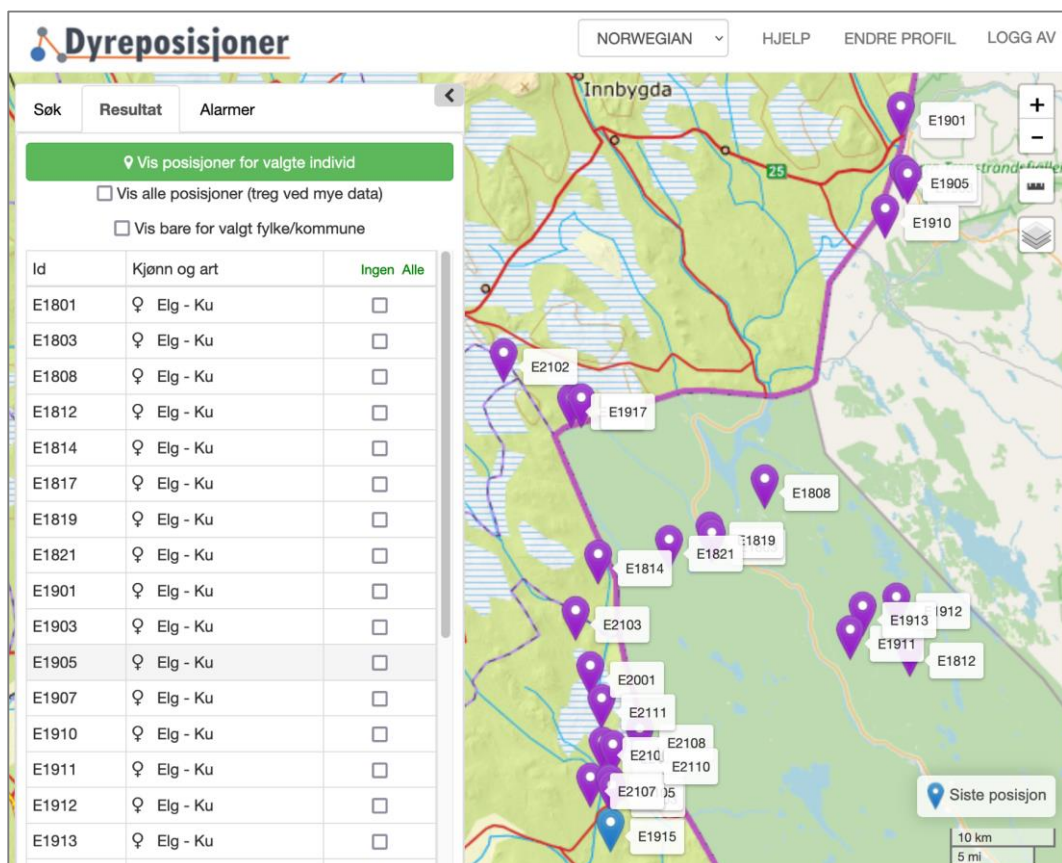 Dyreposisjoner
NORWEGIAN
HJELP
ENDRE PROFIL
LOGG AV
Søk
Resultat
Alarmer
Vis posisjoner for valgte individ
Vis alle posisjoner (treg ved mye data)
Vis bare for valgt fylke/kommune
Id Kjønn og art Ingen Alle
E1801 ♀ Elg - Ku
E1803 ♀ Elg - Ku
E1808 ♀ Elg - Ku
E1812 ♀ Elg - Ku
E1814 ♀ Elg - Ku
E1817 ♀ Elg - Ku
E1819 ♀ Elg - Ku
E1821 ♀ Elg - Ku
E1901 ♀ Elg - Ku
E1903 ♀ Elg - Ku
E1905 ♀ Elg - Ku
E1907 ♀ Elg - Ku
E1910 ♀ Elg - Ku
E1911 ♀ Elg - Ku
E1912 ♀ Elg - Ku
E1913 ♀ Elg - Ku
Innbygda
E1901
+
−
25
E1905
E1910
E2102
E1917
E1808
E1819
E1821
E1814
E1912
E1913
E1911
E1812
E2103
E2001
E2111
E2108
E2110
E2107
E1915
Siste posisjon
10 km
5 mi